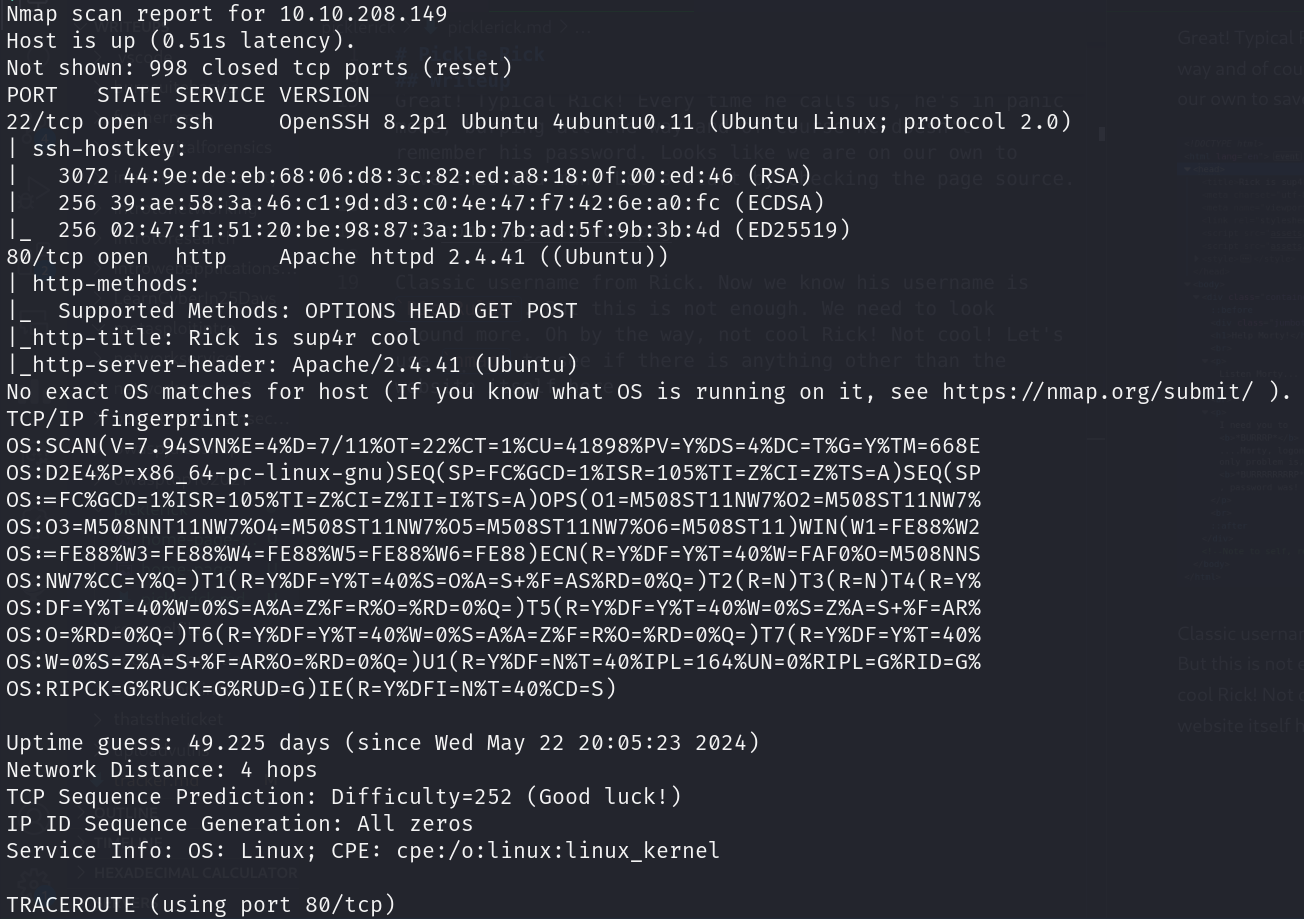 Nmap scan report for 10.10.208.149
Host is up (0.51s latency).
Not shown: 998 closed tcp ports (reset)
PORT   STATE SERVICE VERSION
22/tcp open  ssh     OpenSSH 8.2p1 Ubuntu 4ubuntu0.11 (Ubuntu Linux; protocol 2.0)
| ssh-hostkey:
|   3072 44:9e:de:eb:68:06:d8:3c:82:ed:a8:18:0f:00:ed:46 (RSA)
|   256 39:ae:58:3a:46:c1:9d:d3:c0:4e:47:f7:42:6e:a0:fc (ECDSA)
|_  256 02:47:f1:51:20:be:98:87:3a:1b:7b:ad:5f:9b:3b:4d (ED25519)
80/tcp open  http    Apache httpd 2.4.41 ((Ubuntu))
| http-methods:
|_  Supported Methods: OPTIONS HEAD GET POST
|_http-title: Rick is sup4r cool
|_http-server-header: Apache/2.4.41 (Ubuntu)
No exact OS matches for host (If you know what OS is running on it, see https://nmap.org/submit/ ).
TCP/IP fingerprint:
OS:SCAN(V=7.94SVN%E=4%D=7/11%OT=22%CT=1%CU=41898%PV=Y%DS=4%DC=T%G=Y%TM=668E
OS:D2E4%P=x86_64-pc-linux-gnu)SEQ(SP=FC%GCD=1%ISR=105%TI=Z%CI=Z%TS=A)SEQ(SP
OS:=FC%GCD=1%ISR=105%TI=Z%CI=Z%II=I%TS=A)OPS(O1=M508ST11NW7%O2=M508ST11NW7%
OS:O3=M508NNT11NW7%O4=M508ST11NW7%O5=M508ST11NW7%O6=M508ST11)WIN(W1=FE88%W2
OS:=FE88%W3=FE88%W4=FE88%W5=FE88%W6=FE88)ECN(R=Y%DF=Y%T=40%W=FAF0%O=M508NNS
OS:NW7%CC=Y%Q=)T1(R=Y%DF=Y%T=40%S=O%A=S+%F=AS%RD=0%Q=)T2(R=N)T3(R=N)T4(R=Y%
OS:DF=Y%T=40%W=0%S=A%A=Z%F=R%O=%RD=0%Q=)T5(R=Y%DF=Y%T=40%W=0%S=Z%A=S+%F=AR%
OS:O=%RD=0%Q=)T6(R=Y%DF=Y%T=40%W=0%S=A%A=Z%F=R%O=%RD=0%Q=)T7(R=Y%DF=Y%T=40%
OS:W=0%S=Z%A=S+%F=AR%O=%RD=0%Q=)U1(R=Y%DF=N%T=40%IPL=164%UN=0%RIPL=G%RID=G%
OS:RIPCK=G%RUCK=G%RUD=G)IE(R=Y%DFI=N%T=40%CD=S)
Uptime guess: 49.225 days (since Wed May 22 20:05:23 2024)
Network Distance: 4 hops
TCP Sequence Prediction: Difficulty=252 (Good luck!)
IP ID Sequence Generation: All zeros
Service Info: OS: Linux; CPE: cpe:/o:linux:linux_kernel
TRACEROUTE (using port 80/tcp)